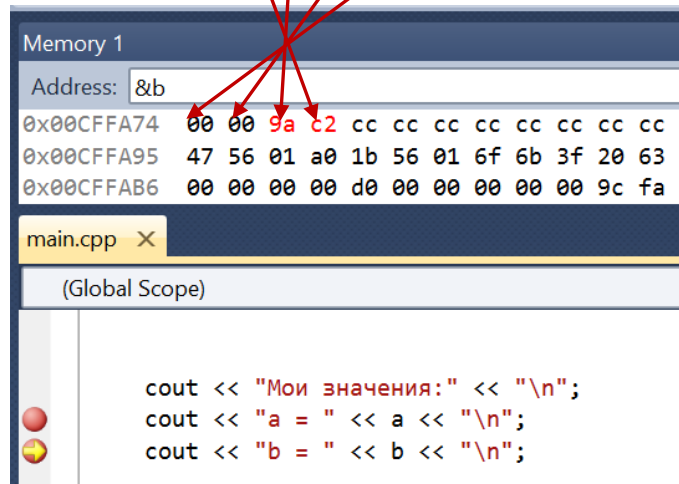 Memory 1
Address: &b
0x00CFFA74 00 00 9a c2 cc cc cc cc cc cc cc cc
0x00CFFA95 47 56 01 a0 1b 56 01 6f 6b 3f 20 63
0x00CFFAB6 00 00 00 00 d0 00 00 00 00 00 9c fa
main.cpp
(Global Scope)
cout << "Мои значения:" << "\n";
cout << "a = " << a << "\n";
cout << "b = " << b << "\n";